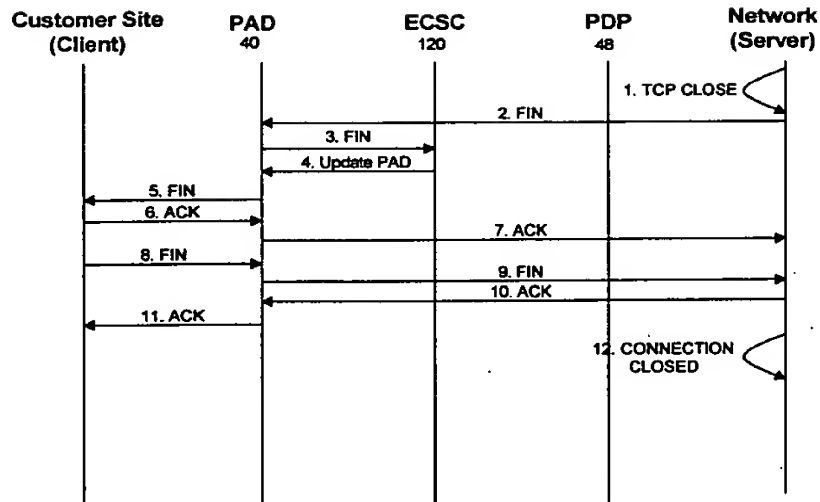 Customer Site
(Client)
PAD
40
ECSC
120
PDP
48
Network
(Server)
1. TCP CLOSE
2. FIN
3. FIN
4. Update PAD
5. FIN
6. ACK
7. ACK
8. FIN
9. FIN
10. ACK
11. ACK
12. CONNECTION
CLOSED